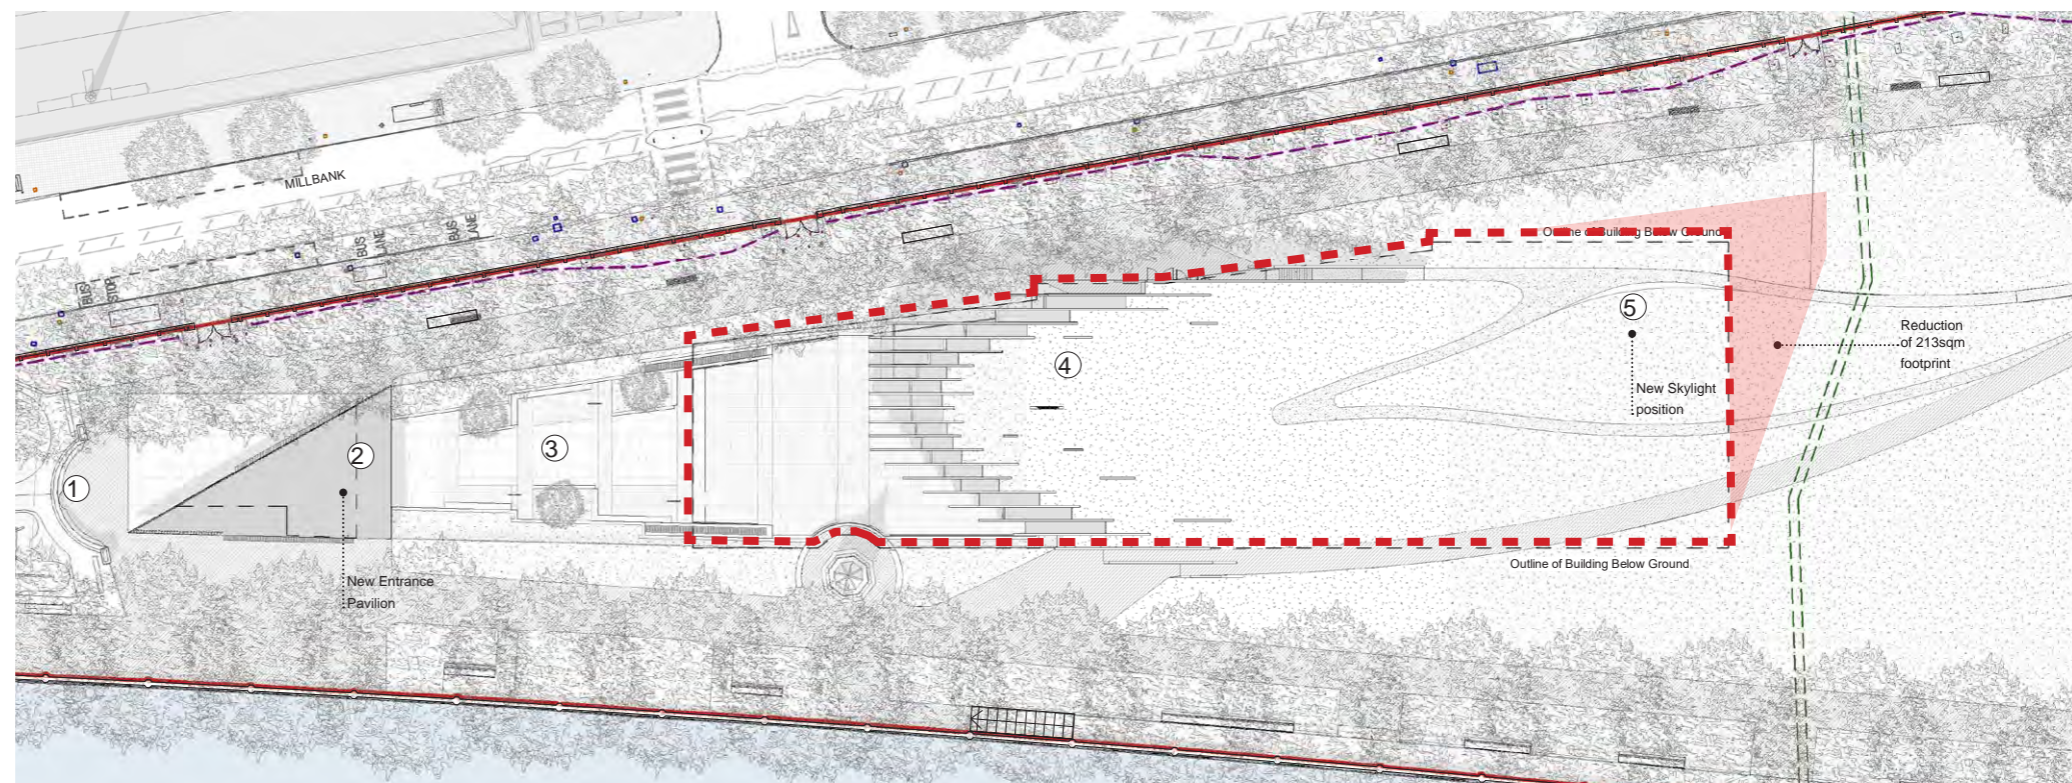 MILLBANK
BUS
LANE
BUS
LANE
BUS
STOP
Outline of Building Below Ground
5
Reduction
of 213sqm
footprint
4
New Skylight
position
3
2
1
Outline of Building Below Ground
New Entrance
Pavilion